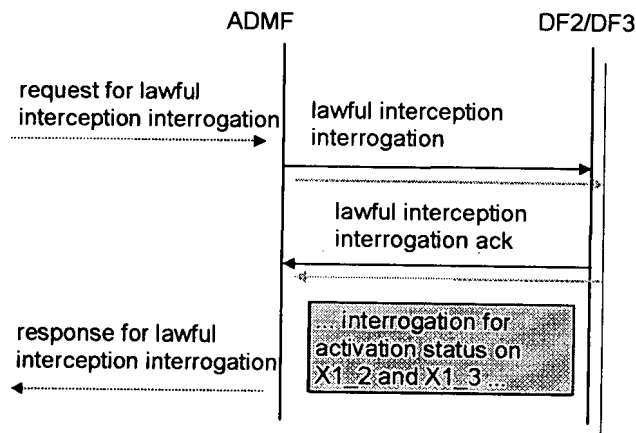 ADMF
DF2/DF3
request for lawful
interception interrogation
lawful interception
interrogation
lawful interception
interrogation ack
... interrogation for
activation status on
X1_2 and X1_3 ...
response for lawful
interception interrogation